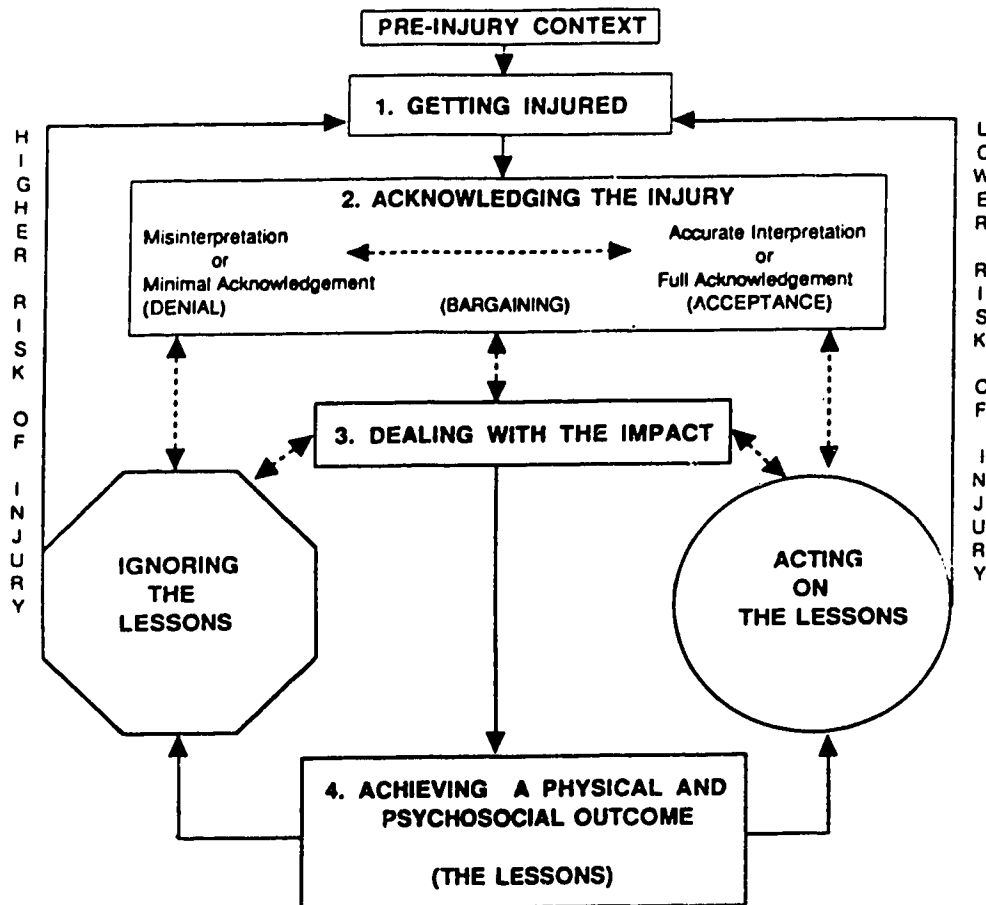 PRE-INJURY CONTEXT
1. GETTING INJURED
HIGHER RISK OF INJURY
LOWER RISK OF INJURY
2. ACKNOWLEDGING THE INJURY
Misinterpretation
or
Minimal Acknowledgement
(DENIAL)
(BARGAINING)
Accurate Interpretation
or
Full Acknowledgement
(ACCEPTANCE)
3. DEALING WITH THE IMPACT
IGNORING
THE
LESSONS
ACTING
ON
THE LESSONS
4. ACHIEVING A PHYSICAL AND
PSYCHOSOCIAL OUTCOME
(THE LESSONS)